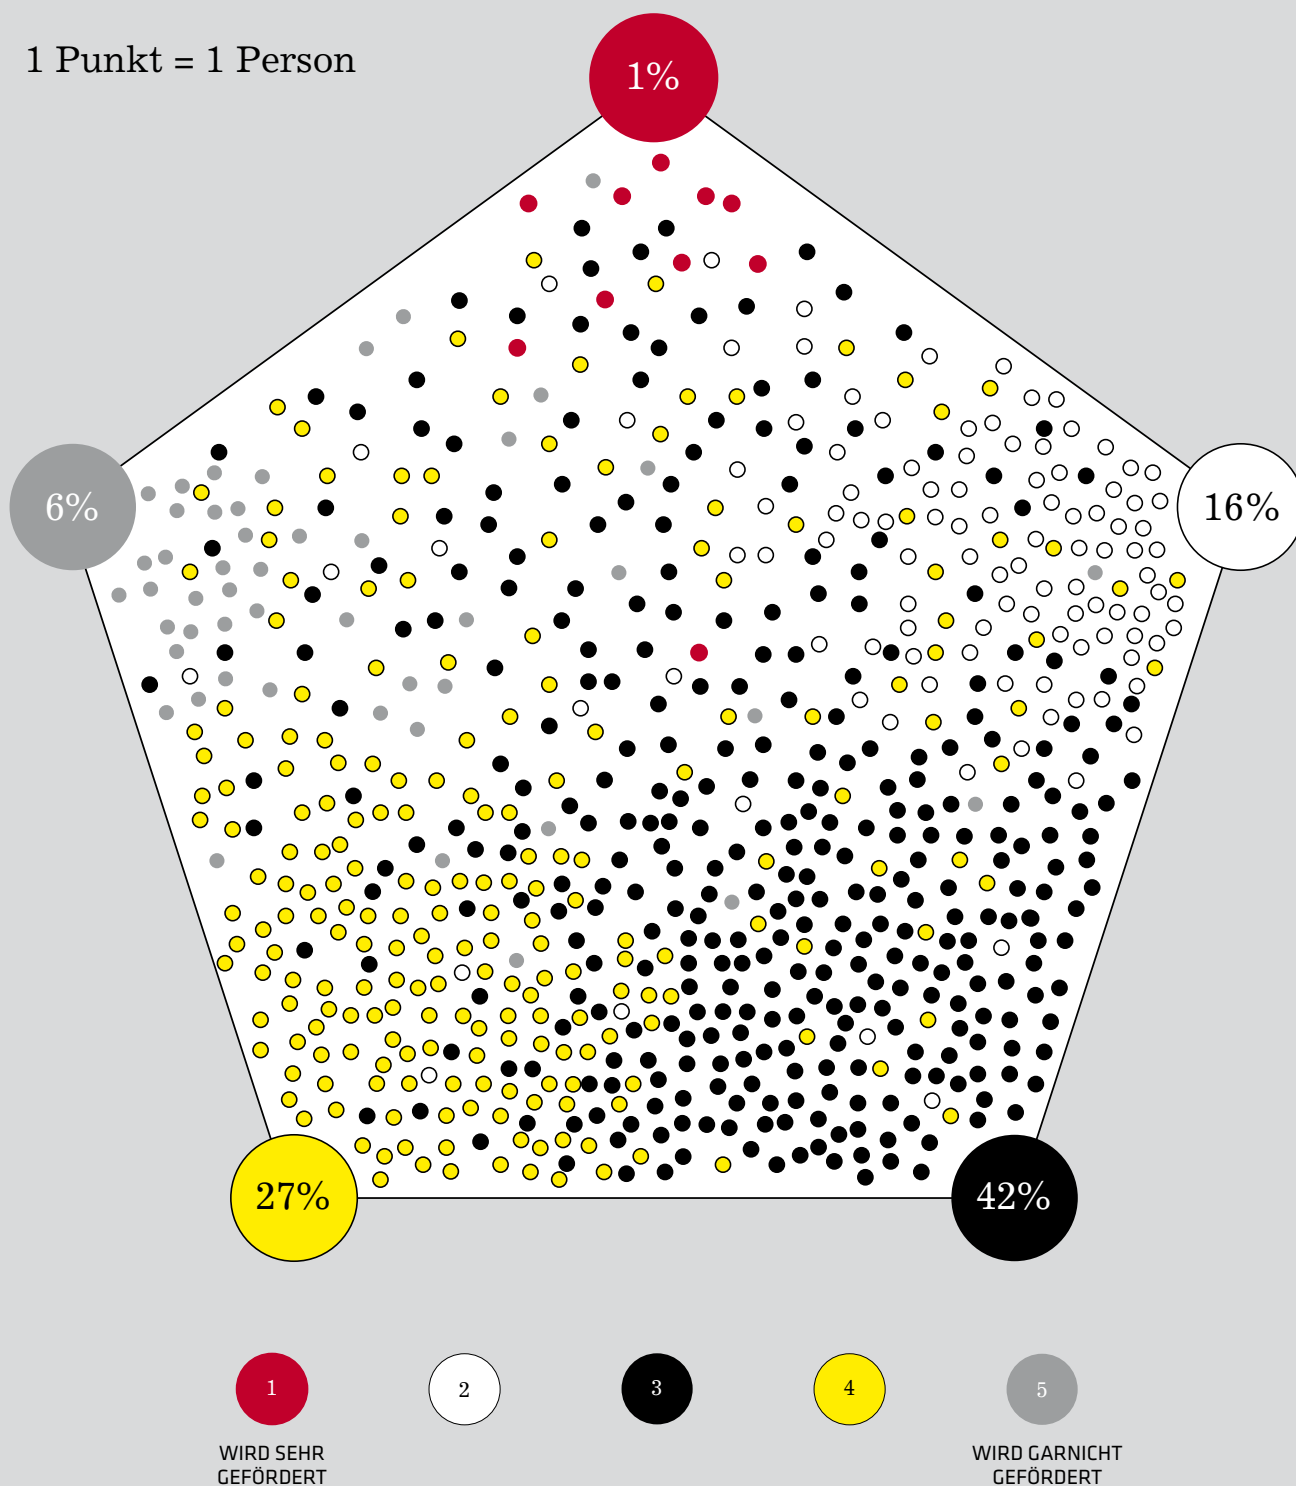 1 Punkt = 1 Person
1%
6%
16%
27%
42%
1
2
3
4
5
WIRD SEHR
GEFÖRDERT
WIRD GARNICHT
GEFÖRDERT